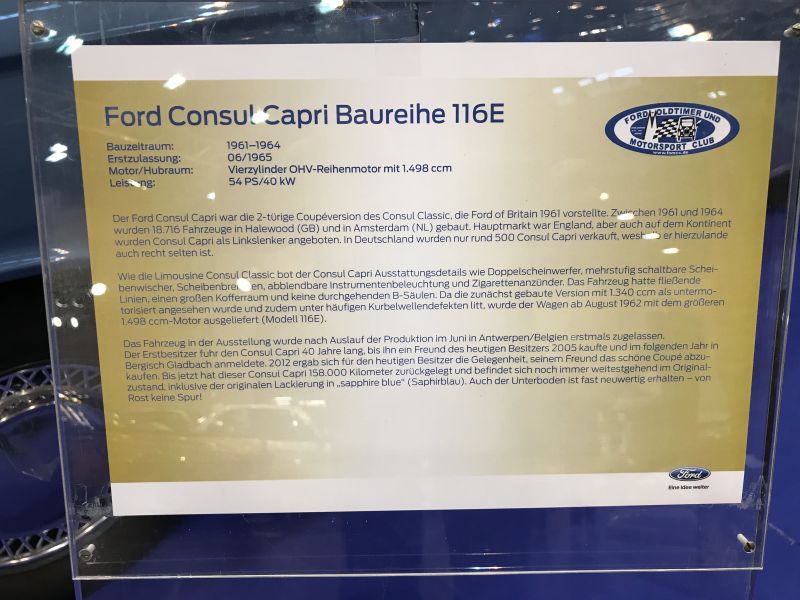 Ford Consul Capri Baureihe 116E
FORD OLDTIMER UND
MOTORSPORT CLUB
Bauzeitraum: 1961–1964
Erstzulassung: 06/1965
Motor/Hubraum: Vierzylinder OHV-Reihenmotor mit 1.498 ccm
Leistung: 54 PS/40 kW
Der Ford Consul Capri war die 2-türige Coupéversion des Consul Classic, die Ford of Britain 1961 vorstellte. Zwischen 1961 und 1964
wurden 18.716 Fahrzeuge in Halewood (GB) und in Amsterdam (NL) gebaut. Hauptmarkt war England, aber auch auf dem Kontinent
wurden Consul Capri als Linkslenker angeboten. In Deutschland wurden nur rund 500 Consul Capri verkauft, weshalb er hierzulande
auch recht selten ist.
Wie die Limousine Consul Classic bot der Consul Capri Ausstattungsdetails wie Doppelscheinwerfer, mehrstufig schaltbare Schei-
benwischer, Scheibenbremsen, abblendbare Instrumentenbeleuchtung und Zigarettenanzünder. Das Fahrzeug hatte fließende
Linien, einen großen Kofferraum und keine durchgehenden B-Säulen. Da die zunächst gebaute Version mit 1.340 ccm als untermo-
torisiert angesehen wurde und zudem unter häufigen Kurbelwellendefekten litt, wurde der Wagen ab August 1962 mit dem größeren
1.498 ccm-Motor ausgeliefert (Modell 116E).
Das Fahrzeug in der Ausstellung wurde nach Auslauf der Produktion im Juni in Antwerpen/Belgien erstmals zugelassen.
Der Erstbesitzer fuhr den Consul Capri 40 Jahre lang, bis ihn ein Freund des heutigen Besitzers 2005 kaufte und im folgenden Jahr in
Bergisch Gladbach anmeldete. 2012 ergab sich für den heutigen Besitzer die Gelegenheit, seinem Freund das schöne Coupé abzu-
kaufen. Bis jetzt hat dieser Consul Capri 158.000 Kilometer zurückgelegt und befindet sich noch immer weitestgehend im Original-
zustand, inklusive der originalen Lackierung in „sapphire blue“ (Saphirblau). Auch der Unterboden ist fast neuwertig erhalten – von
Rost keine Spur!
Ford
Eine Idee weiter